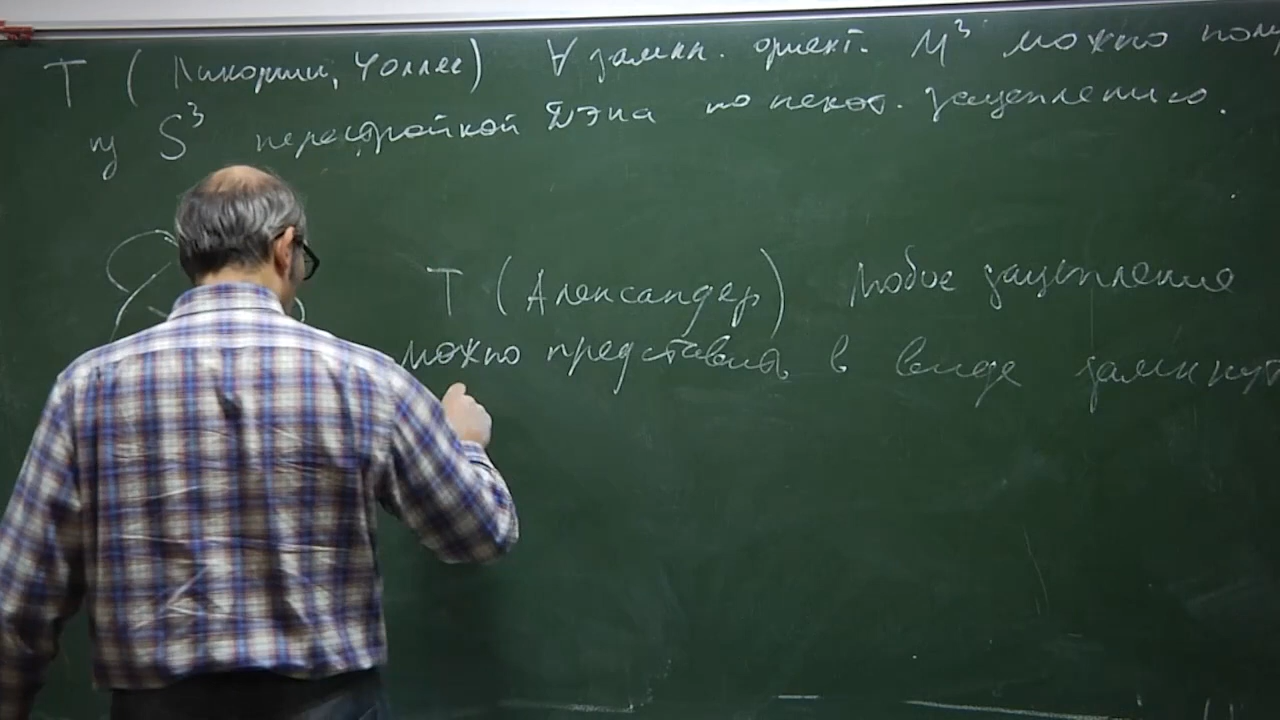 Т ( Ликориш, Уоллес) ∀ замкн. ориент. M³ можно полу
из S³ перестройкой Дэна по некот. зацеплению.
Т (Александер) Любое зацепление
можно представить в виде замкнут